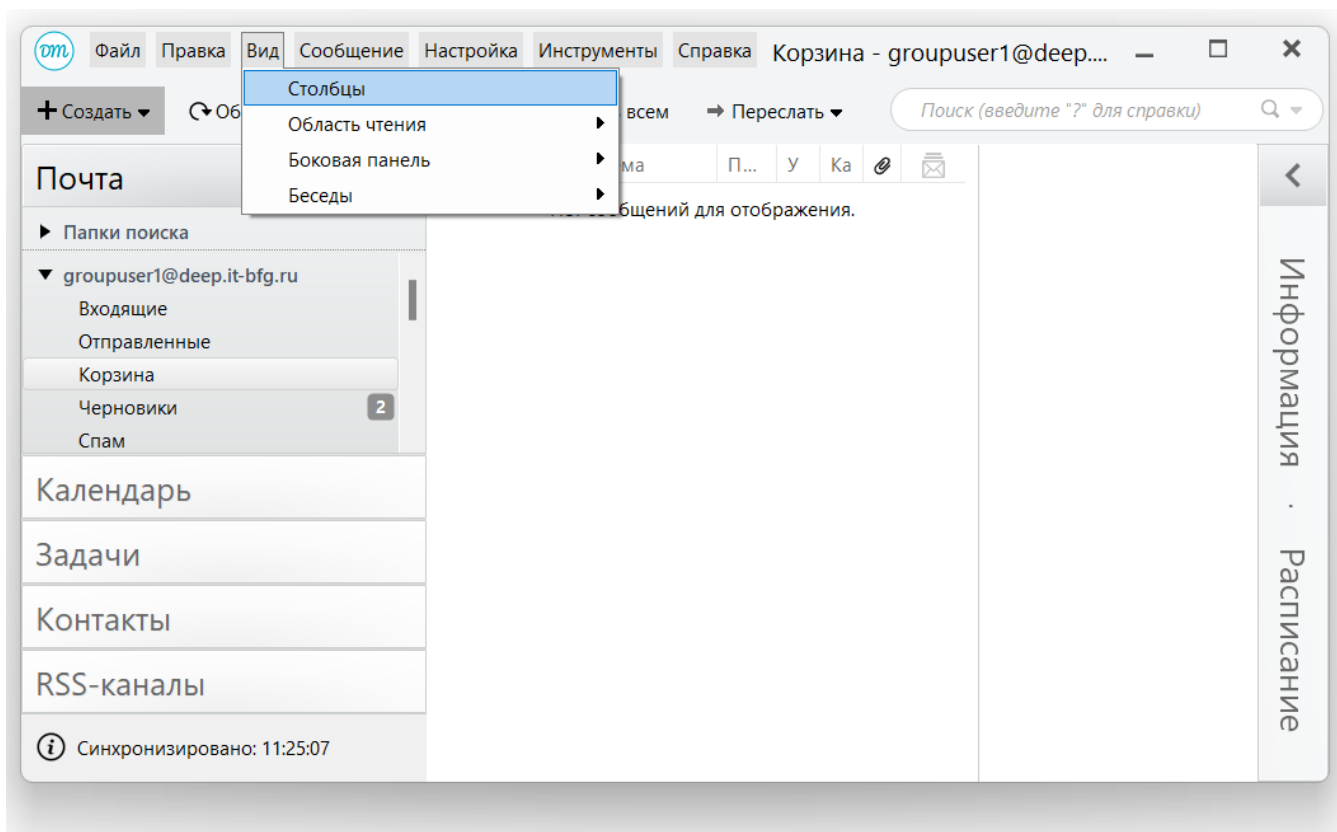 Файл Правка Вид Сообщение Настройка Инструменты Справка Корзина - groupuser1@deep....
Столбцы
Область чтения
Боковая панель
Беседы
Создать Об всем Переслать Поиск (введите "?" для справки)
Почта
П... У Ка
сообщений для отображения.
Папки поиска
groupuser1@deep.it-bfg.ru
Входящие
Отправленные
Корзина
Черновики 2
Спам
Календарь
Задачи
Контакты
RSS-каналы
Синхронизировано: 11:25:07
Информация · Расписание